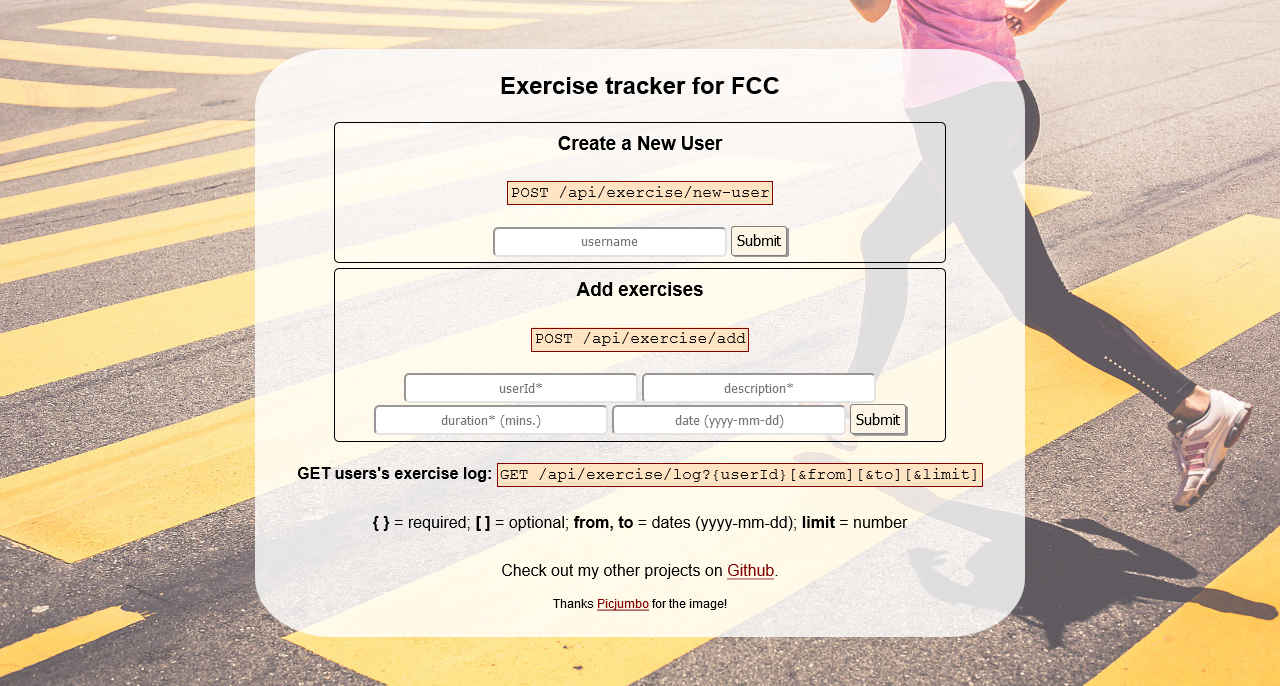 Exercise tracker for FCC
Create a New User
POST /api/exercise/new-user
username Submit
Add exercises
POST /api/exercise/add
userId* description*
duration* (mins.) date (yyyy-mm-dd) Submit
GET users's exercise log: GET /api/exercise/log?{userId}[&from][&to][&limit]
{ } = required; [ ] = optional; from, to = dates (yyyy-mm-dd); limit = number
Check out my other projects on Github.
Thanks Picjumbo for the image!